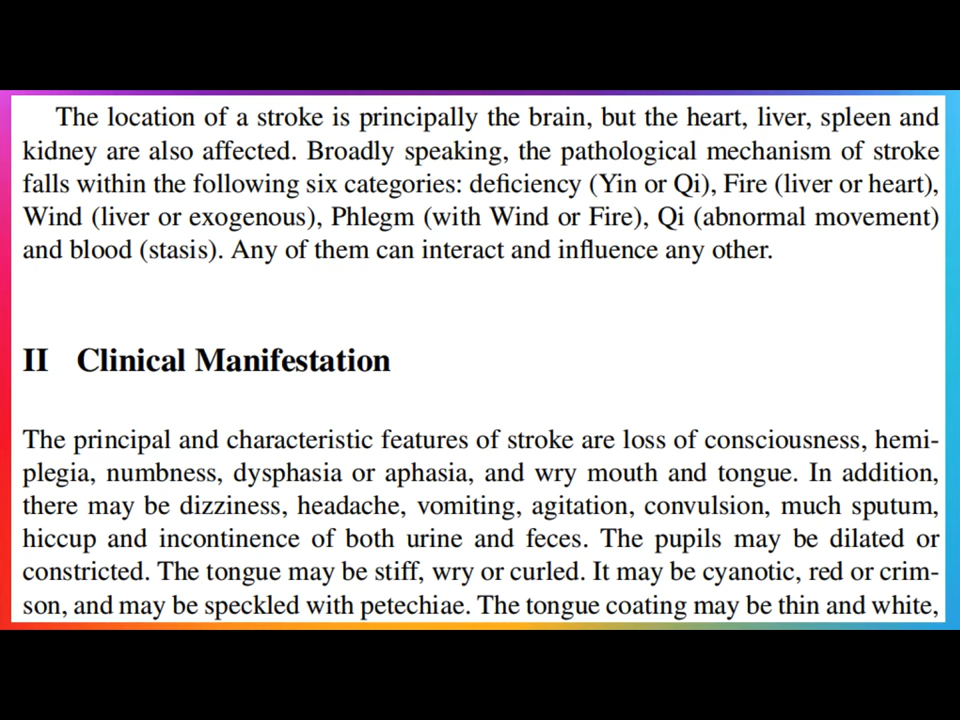 The location of a stroke is principally the brain, but the heart, liver, spleen and
kidney are also affected. Broadly speaking, the pathological mechanism of stroke
falls within the following six categories: deficiency (Yin or Qi), Fire (liver or heart),
Wind (liver or exogenous), Phlegm (with Wind or Fire), Qi (abnormal movement)
and blood (stasis). Any of them can interact and influence any other.
II Clinical Manifestation
The principal and characteristic features of stroke are loss of consciousness, hemi-
plegia, numbness, dysphasia or aphasia, and wry mouth and tongue. In addition,
there may be dizziness, headache, vomiting, agitation, convulsion, much sputum,
hiccup and incontinence of both urine and feces. The pupils may be dilated or
constricted. The tongue may be stiff, wry or curled. It may be cyanotic, red or crim-
son, and may be speckled with petechiae. The tongue coating may be thin and white,